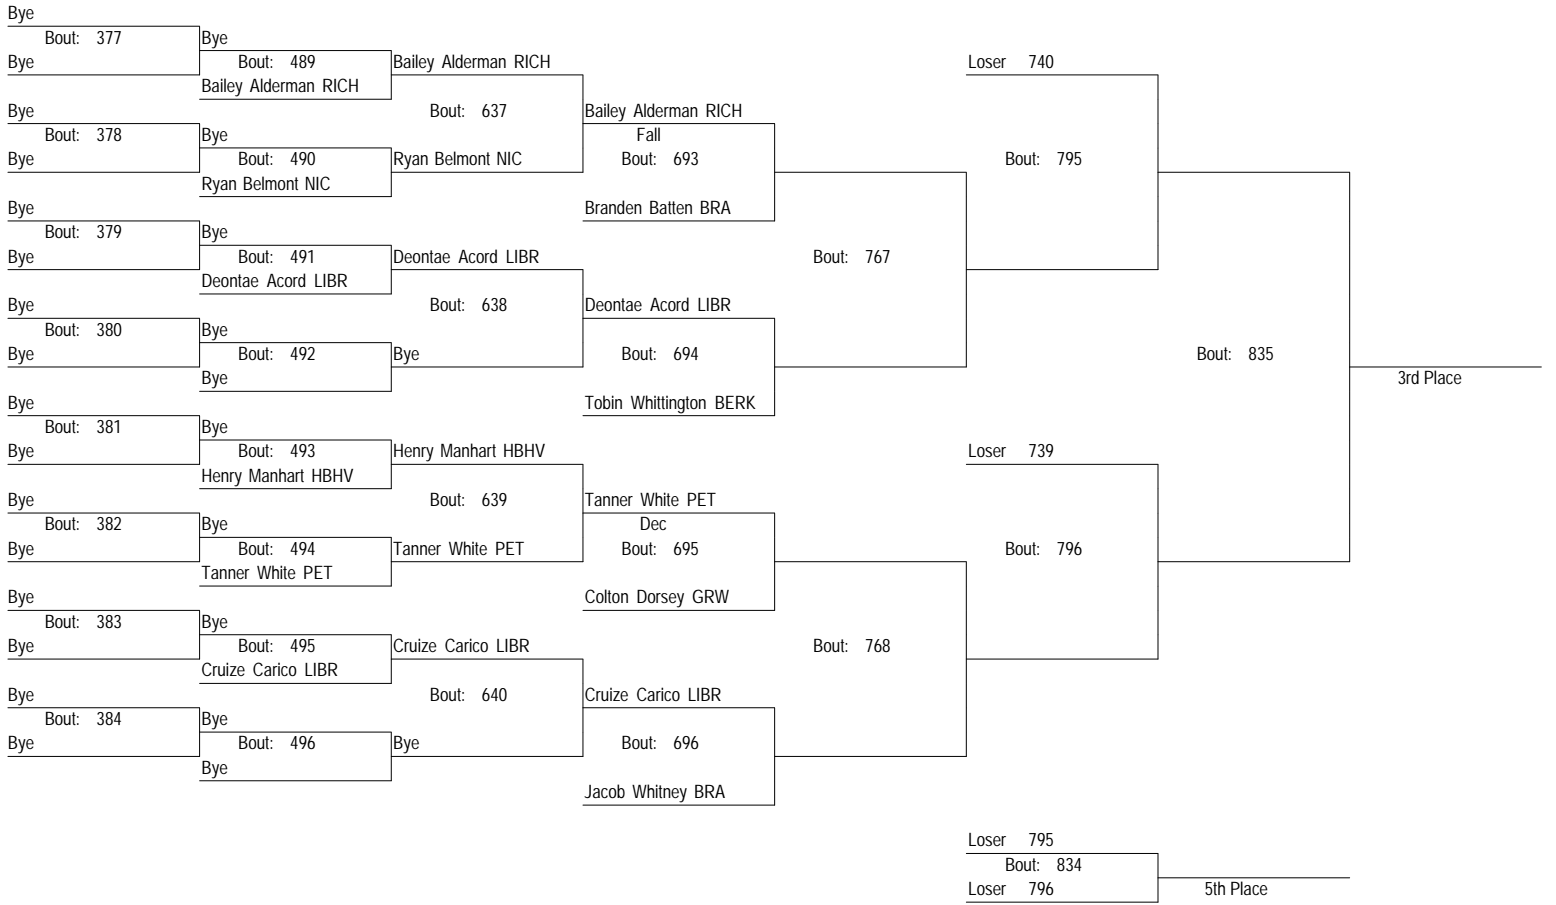 Bye
Bout: 377
Bye
Bye
Bout: 489
Bailey Alderman RICH
Bye
Bout: 378
Bye
Bye
Bout: 490
Ryan Belmont NIC
Bye
Bout: 379
Bye
Bye
Bout: 491
Deontae Acord LIBR
Bye
Bout: 380
Bye
Bye
Bout: 492
Bye
Bye
Bout: 381
Bye
Bye
Bout: 493
Henry Manhart HBHV
Bye
Bout: 382
Bye
Bye
Bout: 494
Tanner White PET
Bye
Bout: 383
Bye
Bye
Bout: 495
Cruize Carico LIBR
Bye
Bout: 384
Bye
Bye
Bout: 496
Bye
Bailey Alderman RICH
Bout: 637
Ryan Belmont NIC
Deontae Acord LIBR
Bout: 638
Bye
Henry Manhart HBHV
Bout: 639
Tanner White PET
Cruize Carico LIBR
Bout: 640
Bye
Bailey Alderman RICH
Fall
Bout: 693
Branden Batten BRA
Deontae Acord LIBR
Bout: 694
Tobin Whittington BERK
Tanner White PET
Dec
Bout: 695
Colton Dorsey GRW
Cruize Carico LIBR
Bout: 696
Jacob Whitney BRA
Bout: 767
Bout: 768
Loser 740
Bout: 795
Loser 739
Bout: 796
Bout: 835
3rd Place
Loser 795
Bout: 834
Loser 796
5th Place